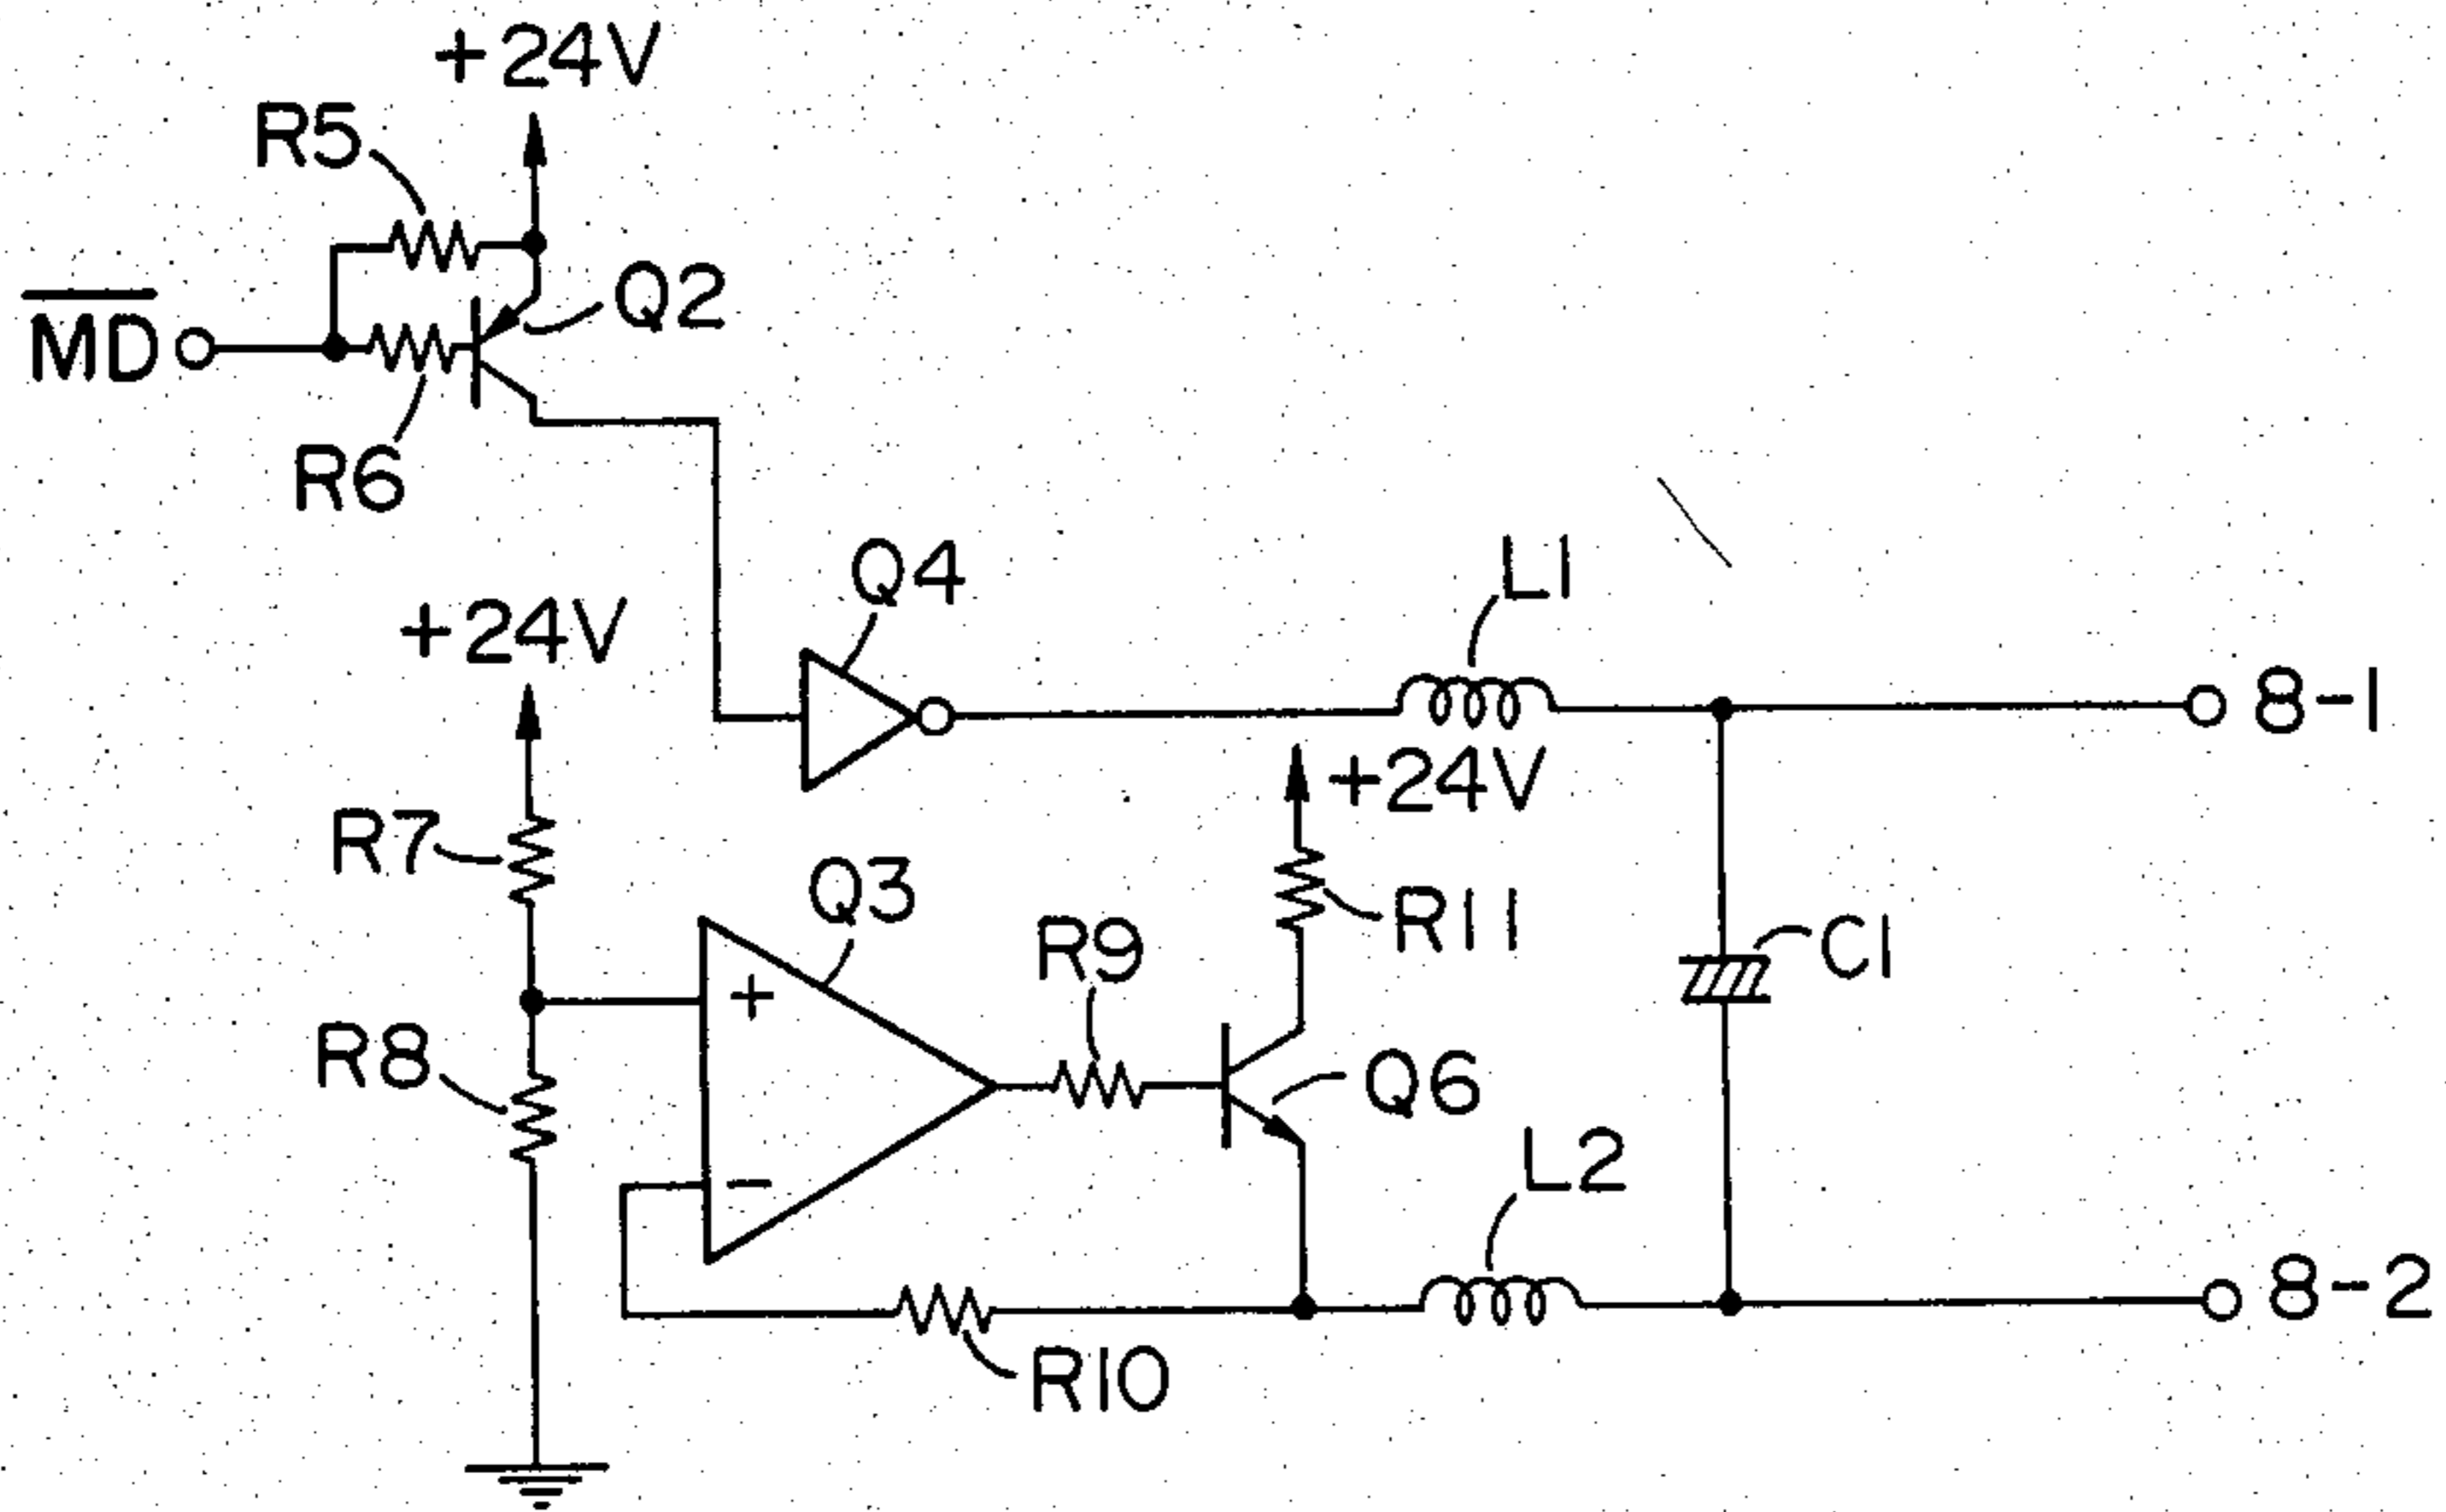 +24V
R5
Q2
M̅D̅
R6
Q4
L1
+24V
8-1
+24V
R7
Q3
R11
R9
C1
+
R8
Q6
L2
-
8-2
R10